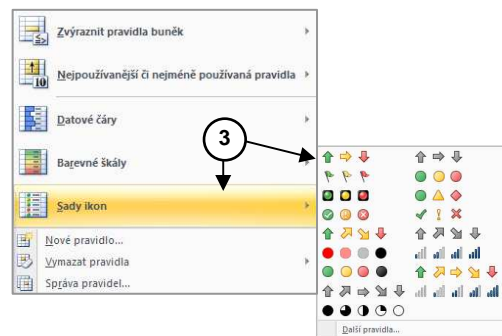 Zvýraznit pravidla buněk
Nejpoužívanější či nejméně používaná pravidla
10
Datové čáry
3
Barevné škály
Sady ikon
Nové pravidlo...
Vymazat pravidla
Správa pravidel...
Další pravidla...